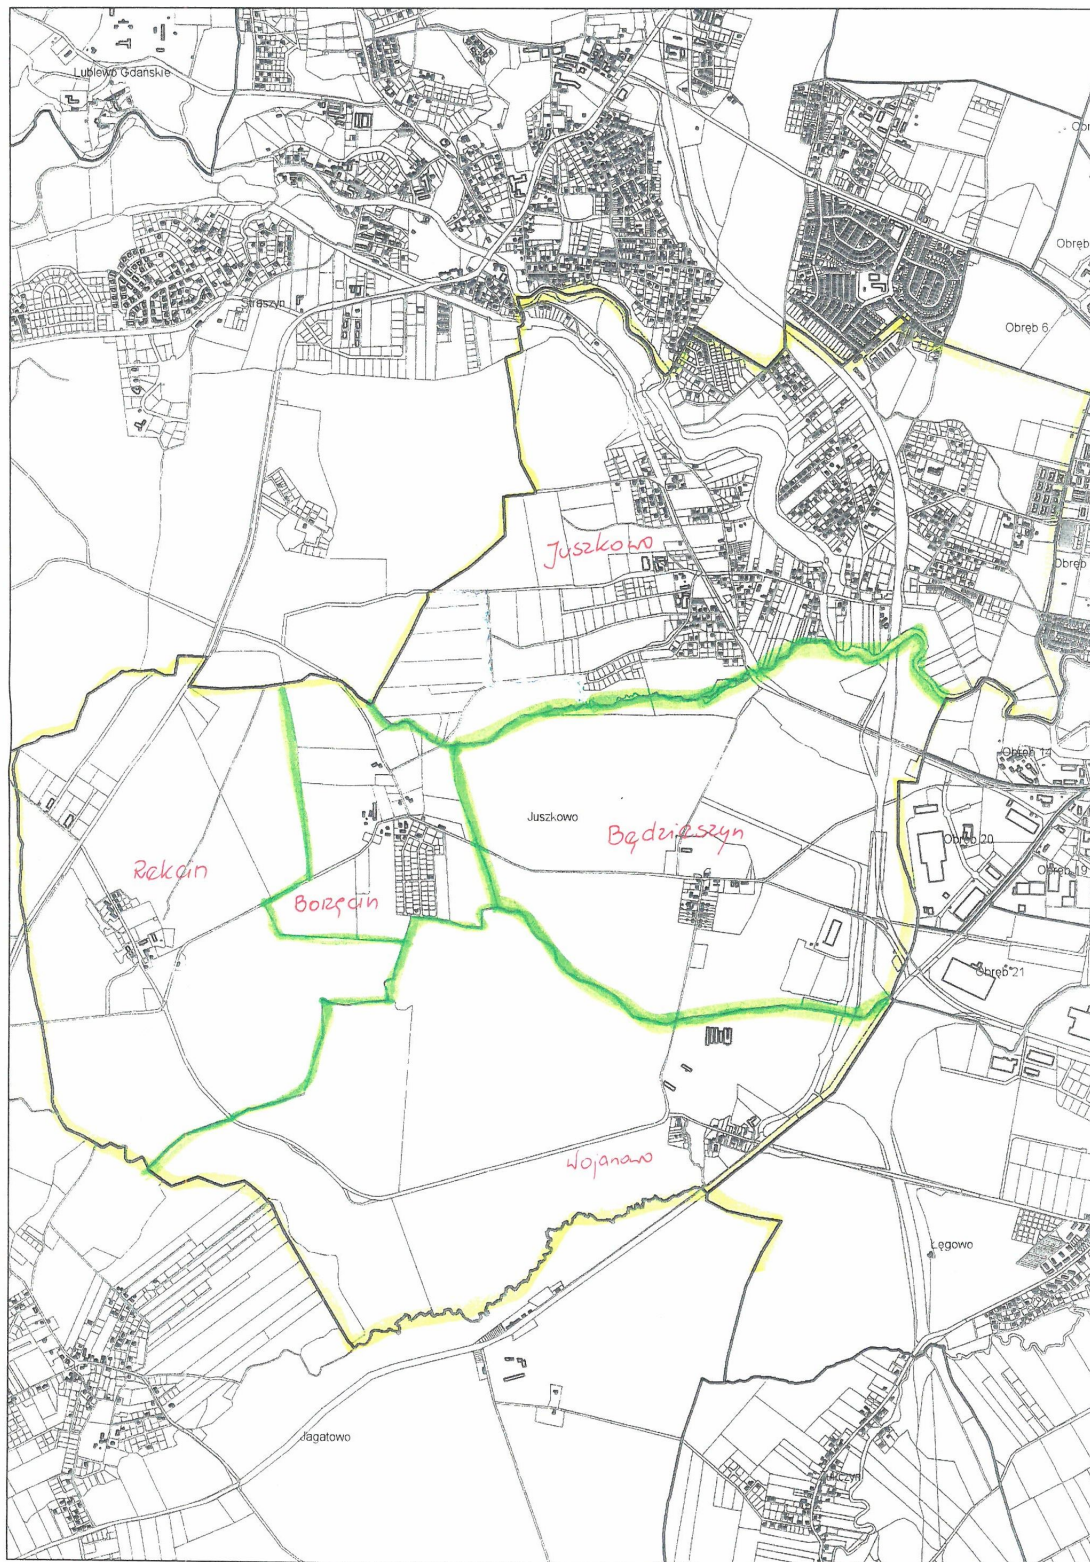 Lublewo Gdańskie
Straszyn
Obręb 6
Juszkowo
Juszkowo
Będzieszyn
Obręb 14
Obręb 20
Obręb 19
Rekcin
Borzęcin
Obręb 21
Wojanowo
Łęgowo
Jagatowo